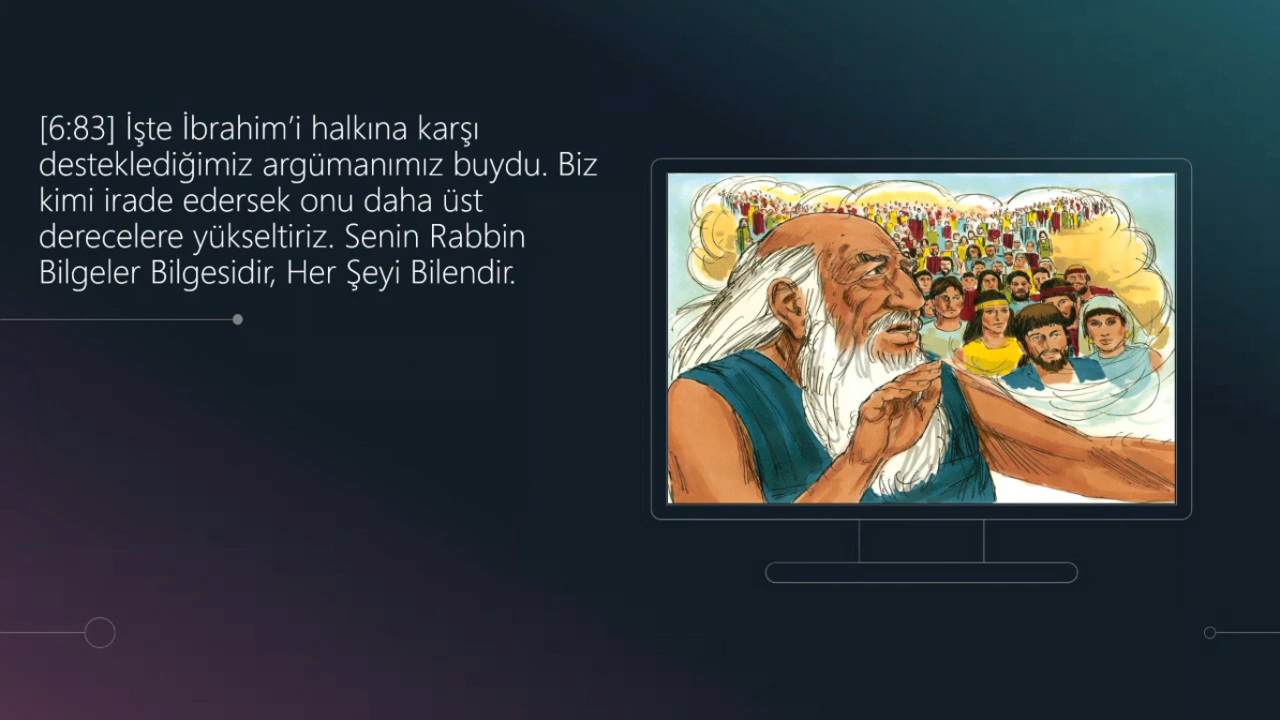 [6:83] İşte İbrahim’i halkına karşı
desteklediğimiz argümanımız buydu. Biz
kimi irade edersek onu daha üst
derecelere yükseltiriz. Senin Rabbin
Bilgeler Bilgesidir, Her Şeyi Bilendir.